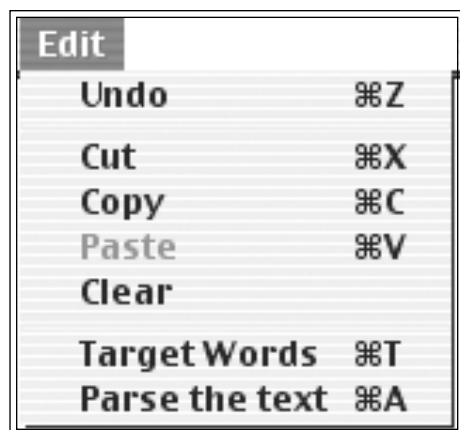 Edit
Undo ⌘Z
Cut ⌘X
Copy ⌘C
Paste ⌘V
Clear
Target Words ⌘T
Parse the text ⌘A